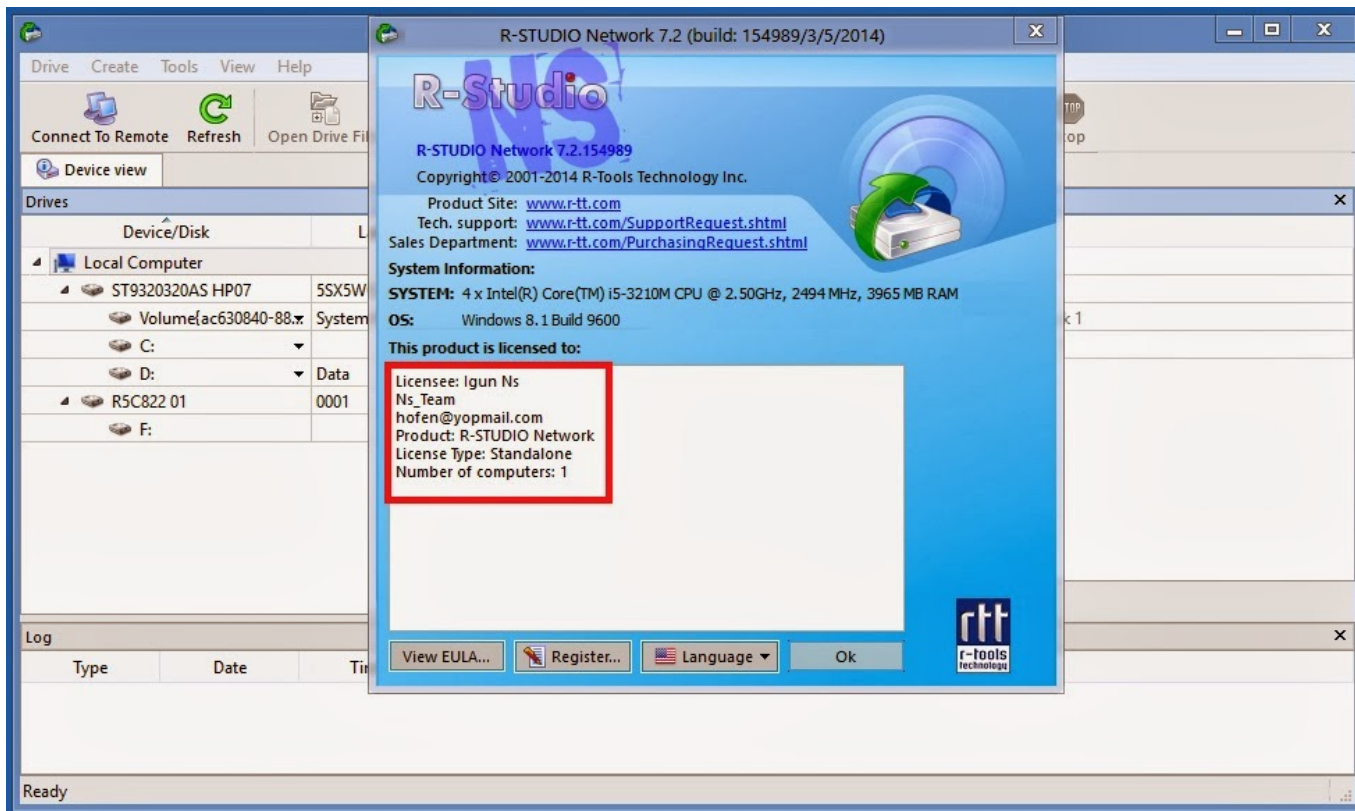 R-STUDIO Network 7.2 (build: 154989/3/5/2014)
Drive Create Tools View Help
Connect To Remote Refresh Open Drive Fil
TOP
op
Device view
Drives
Device/Disk L
Local Computer
ST9320320AS HP07 5SX5W
Volume{ac630840-88.. System k 1
C:
D: Data
R5C822 01 0001
F:
NS
R-Studio
R-STUDIO Network 7.2.154989
Copyright© 2001-2014 R-Tools Technology Inc.
Product Site: www.r-tt.com
Tech. support: www.r-tt.com/SupportRequest.shtml
Sales Department: www.r-tt.com/PurchasingRequest.shtml
System Information:
SYSTEM: 4 x Intel(R) Core(TM) i5-3210M CPU @ 2.50GHz, 2494 MHz, 3965 MB RAM
OS: Windows 8.1 Build 9600
This product is licensed to:
Licensee: Igun Ns
Ns_Team
hofen@yopmail.com
Product: R-STUDIO Network
License Type: Standalone
Number of computers: 1
rtt
r-tools
technology
View EULA... Register... Language Ok
Log
Type Date Tir
Ready